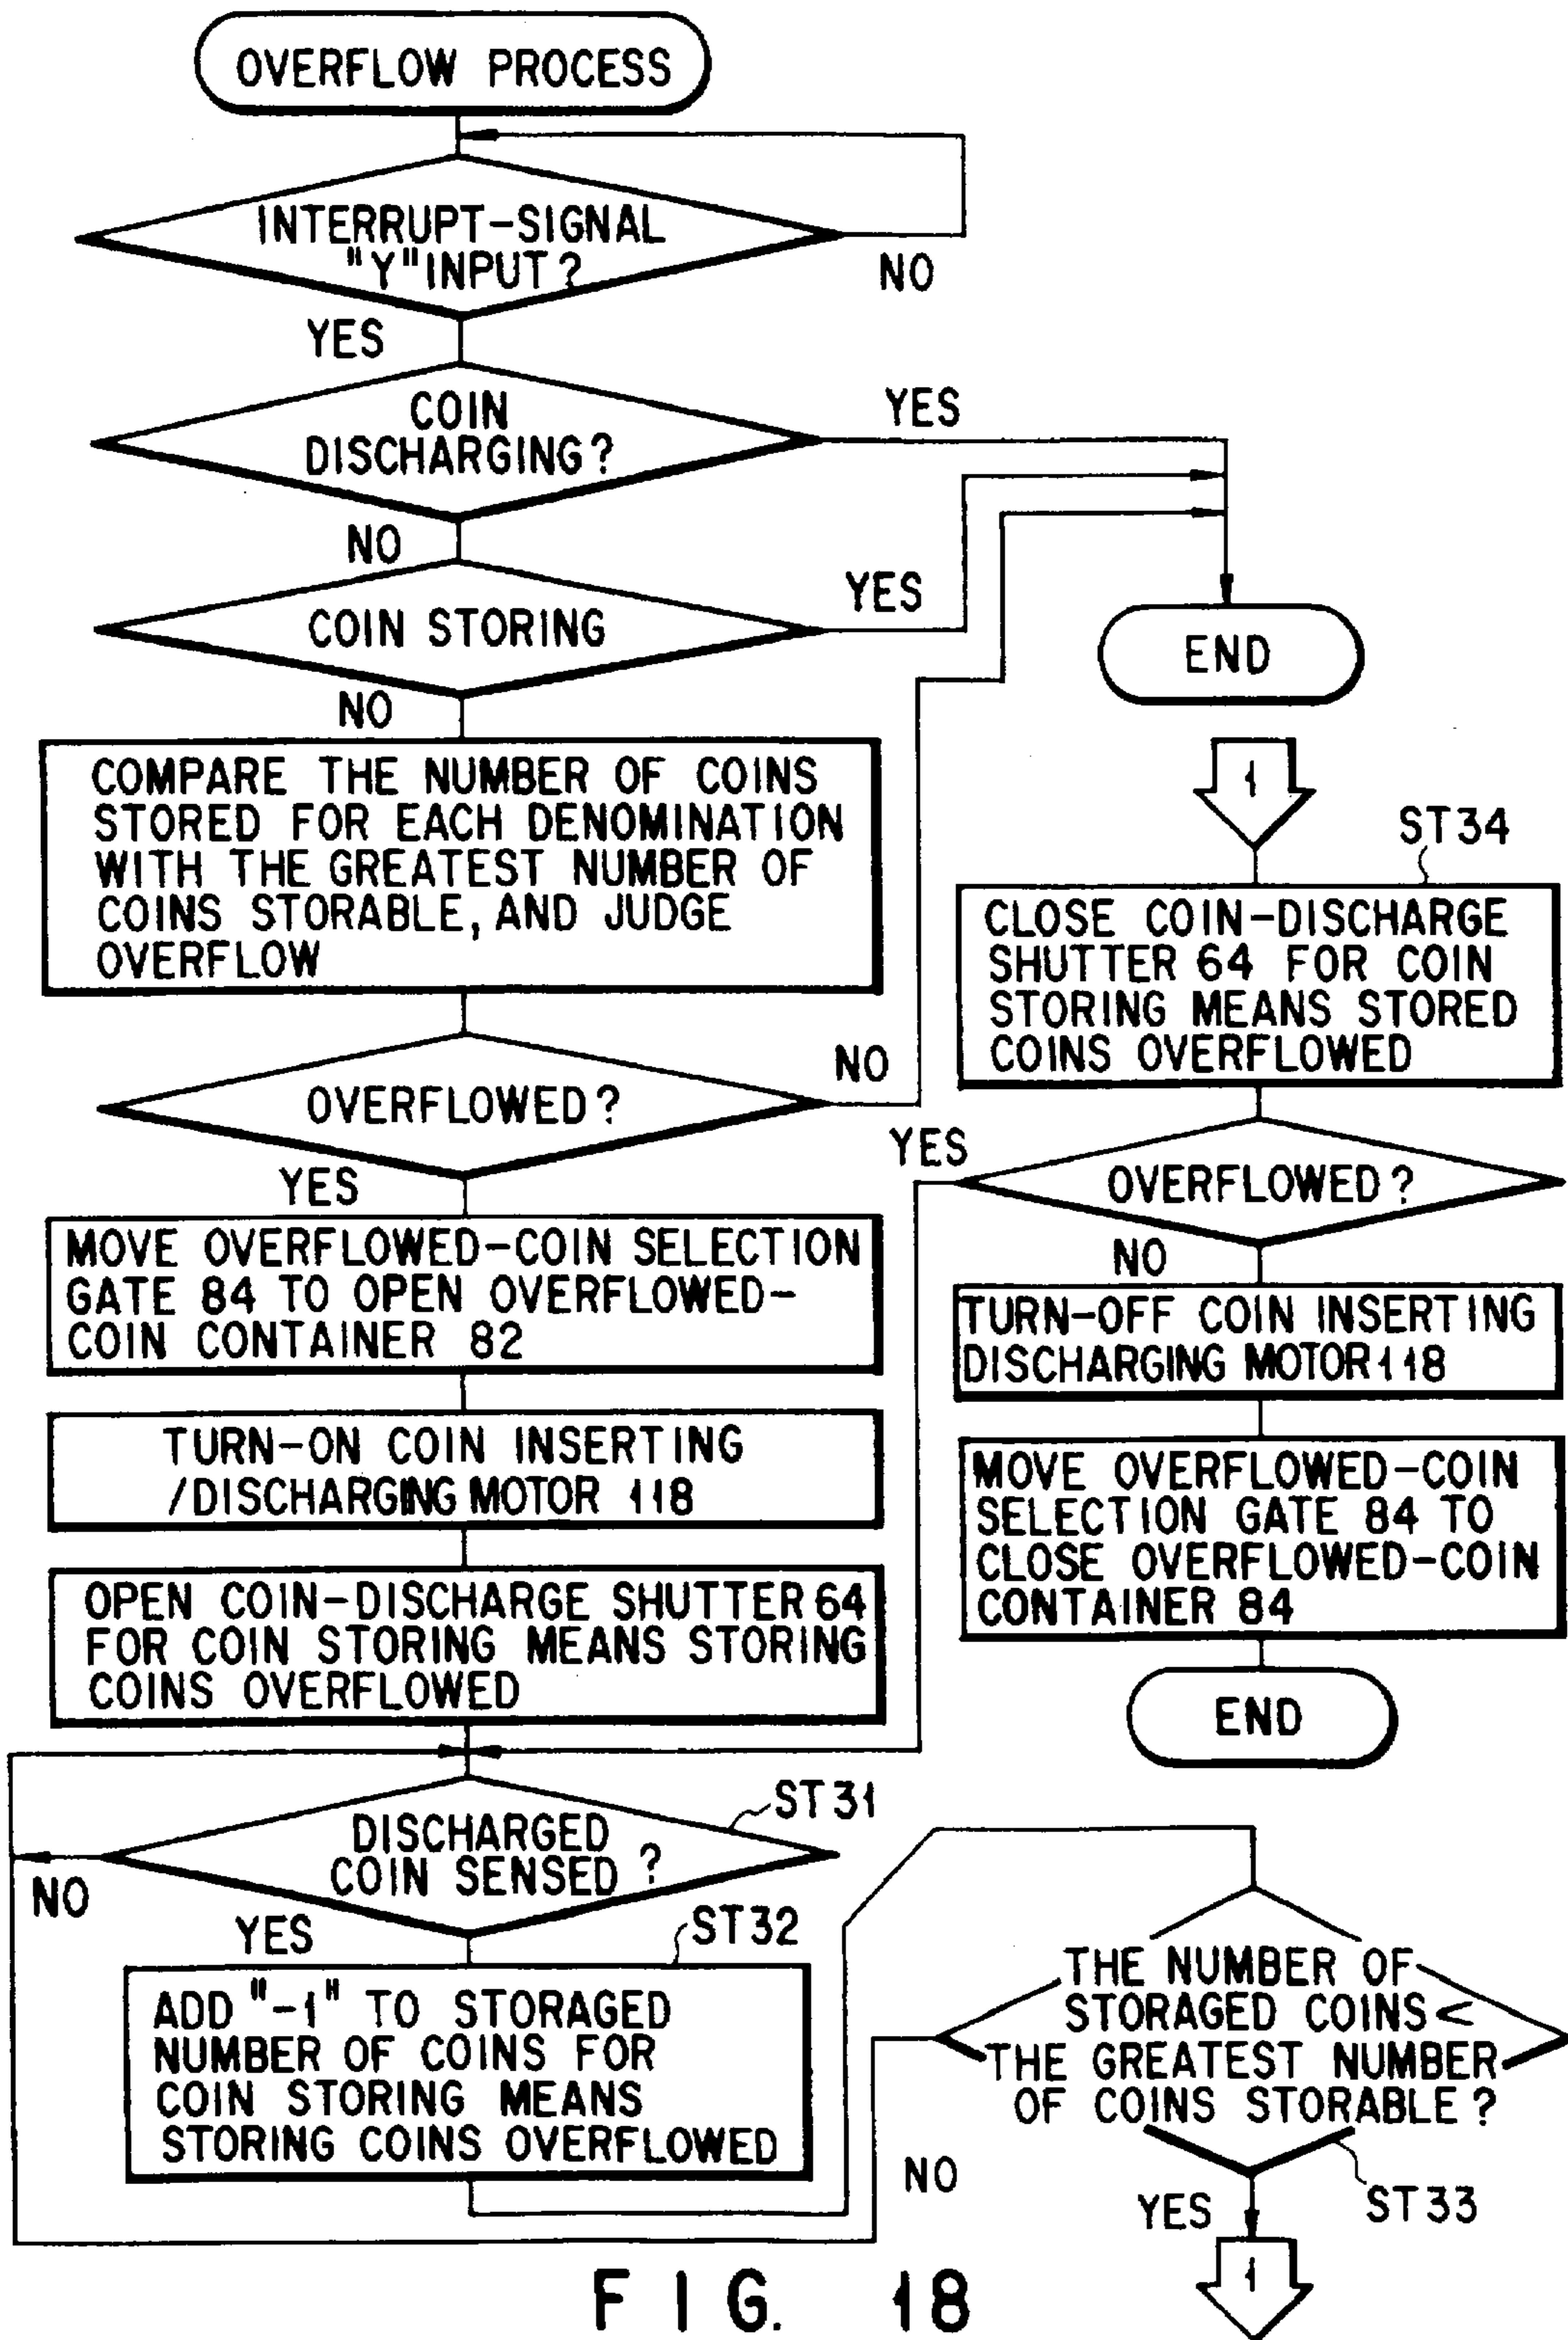 OVERFLOW PROCESS
INTERRUPT-SIGNAL
"Y" INPUT?
NO
YES
COIN
DISCHARGING?
YES
NO
COIN STORING
YES
END
NO
COMPARE THE NUMBER OF COINS
STORED FOR EACH DENOMINATION
WITH THE GREATEST NUMBER OF
COINS STORABLE, AND JUDGE
OVERFLOW
OVERFLOWED?
NO
YES
MOVE OVERFLOWED-COIN SELECTION
GATE 84 TO OPEN OVERFLOWED-
COIN CONTAINER 82
TURN-ON COIN INSERTING
/DISCHARGING MOTOR 118
OPEN COIN-DISCHARGE SHUTTER 64
FOR COIN STORING MEANS STORING
COINS OVERFLOWED
ST31
DISCHARGED
COIN SENSED ?
NO
YES
ST32
ADD "-1" TO STORAGED
NUMBER OF COINS FOR
COIN STORING MEANS
STORING COINS OVERFLOWED
THE NUMBER OF
STORAGED COINS <
THE GREATEST NUMBER
OF COINS STORABLE ?
NO
ST33
YES
1
1
ST34
CLOSE COIN-DISCHARGE
SHUTTER 64 FOR COIN
STORING MEANS STORED
COINS OVERFLOWED
YES
OVERFLOWED ?
NO
TURN-OFF COIN INSERTING
DISCHARGING MOTOR 118
MOVE OVERFLOWED-COIN
SELECTION GATE 84 TO
CLOSE OVERFLOWED-COIN
CONTAINER 84
END
FIG. 18